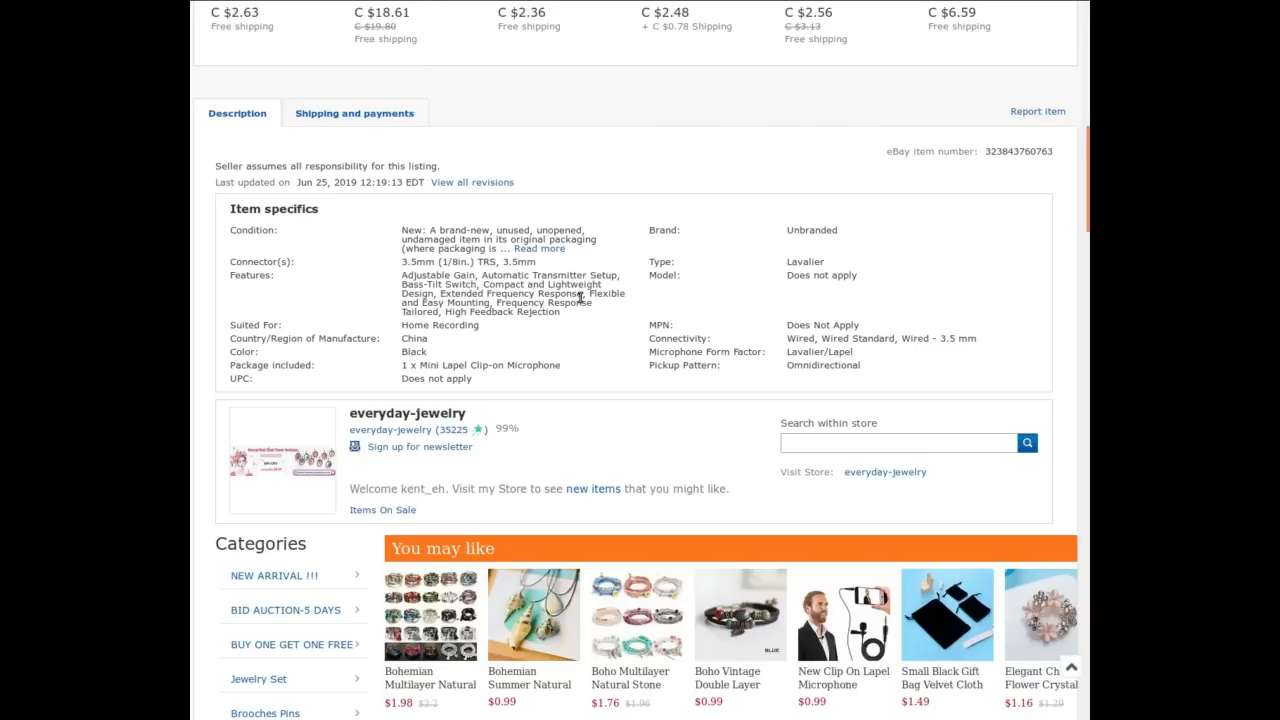 C $2.63
Free shipping
C $18.61
C $19.80
Free shipping
C $2.36
Free shipping
C $2.48
+ C $0.78 Shipping
C $2.56
C $3.13
Free shipping
C $6.59
Free shipping
Description
Shipping and payments
Report item
eBay item number: 323843760763
Seller assumes all responsibility for this listing.
Last updated on Jun 25, 2019 12:19:13 EDT View all revisions
Item specifics
Condition: New: A brand-new, unused, unopened,
undamaged item in its original packaging
(where packaging is ... Read more
Brand: Unbranded
Connector(s): 3.5mm (1/8in.) TRS, 3.5mm
Type: Lavalier
Features: Adjustable Gain, Automatic Transmitter Setup,
Bass-Tilt Switch, Compact and Lightweight
Design, Extended Frequency Response, Flexible
and Easy Mounting, Frequency Response
Tailored, High Feedback Rejection
Model: Does not apply
Suited For: Home Recording
MPN: Does Not Apply
Country/Region of Manufacture: China
Connectivity: Wired, Wired Standard, Wired - 3.5 mm
Color: Black
Microphone Form Factor: Lavalier/Lapel
Package included: 1 x Mini Lapel Clip-on Microphone
Pickup Pattern: Omnidirectional
UPC: Does not apply
everyday-jewelry
everyday-jewelry (35225 ) 99%
Sign up for newsletter
Welcome kent_eh. Visit my Store to see new items that you might like.
Items On Sale
Search within store
Visit Store: everyday-jewelry
Categories
NEW ARRIVAL !!!
BID AUCTION-5 DAYS
BUY ONE GET ONE FREE
Jewelry Set
Brooches Pins
You may like
Bohemian
Multilayer Natural
$1.98 $2.2
Bohemian
Summer Natural
$0.99
Boho Multilayer
Natural Stone
$1.76 $1.96
BLUE
Boho Vintage
Double Layer
$0.99
New Clip On Lapel
Microphone
$0.99
Small Black Gift
Bag Velvet Cloth
$1.49
Elegant Ch
Flower Crystal
$1.16 $1.29